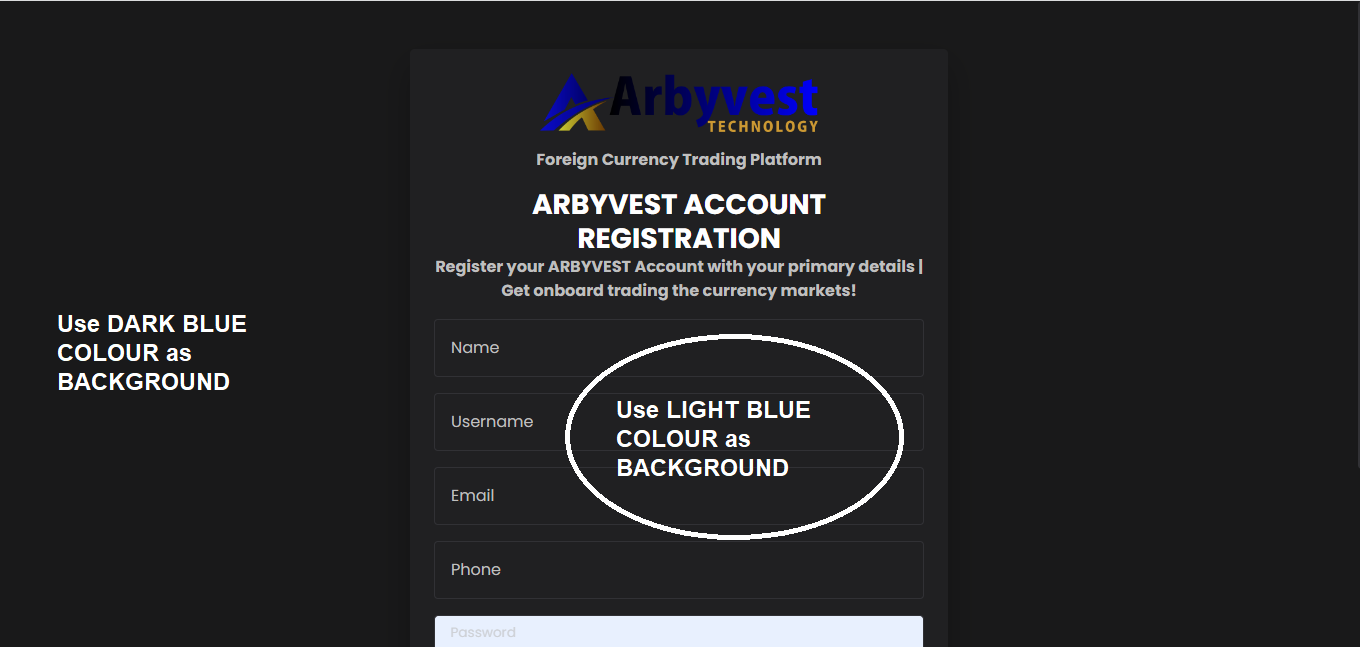 Arbyvest
TECHNOLOGY
Foreign Currency Trading Platform
ARBYVEST ACCOUNT
REGISTRATION
Register your ARBYVEST Account with your primary details |
Get onboard trading the currency markets!
Use DARK BLUE
COLOUR as
BACKGROUND
Name
Username
Use LIGHT BLUE
COLOUR as
BACKGROUND
Email
Phone
Password